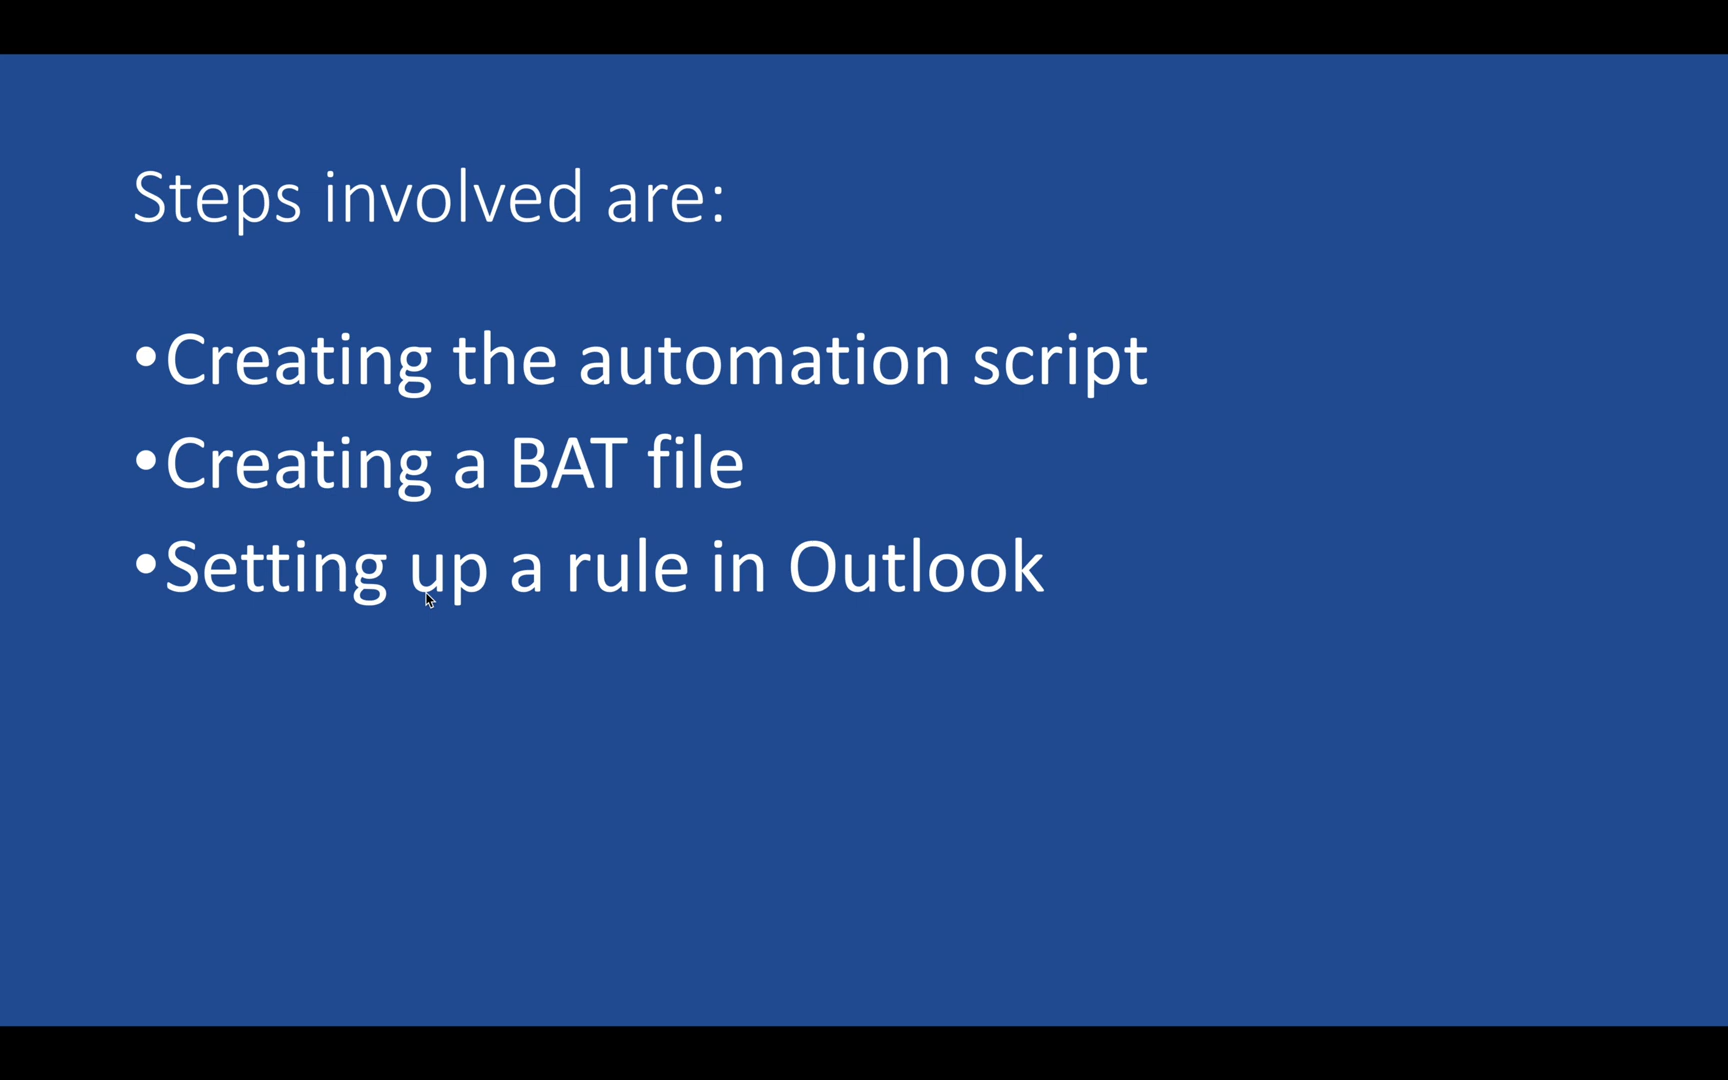 Steps involved are:
•Creating the automation script
•Creating a BAT file
•Setting up a rule in Outlook